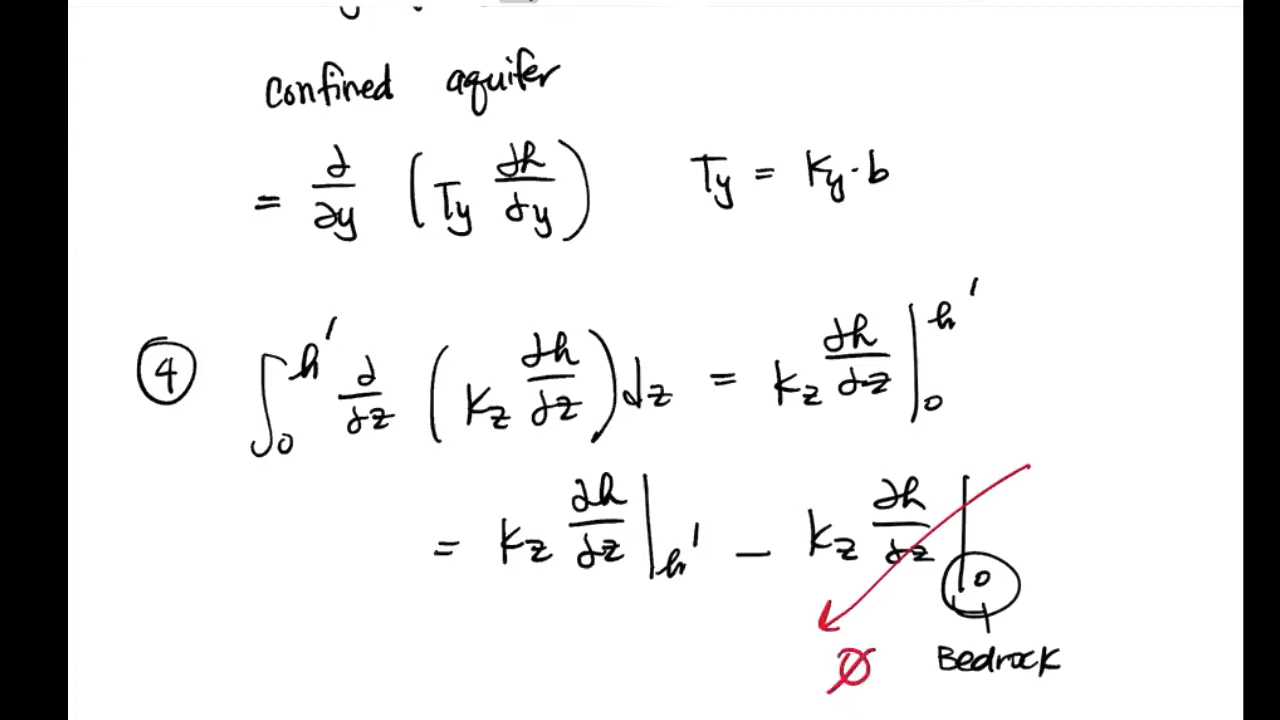 Confined aquifer
= ∂/∂y (Ty ∂h/∂y)   Ty = Ky · b
④ ∫₀^h' ∂/∂z (Kz ∂h/∂z) dz = Kz ∂h/∂z |₀^h'
= Kz ∂h/∂z |h' − Kz ∂h/∂z |₀
Ø Bedrock